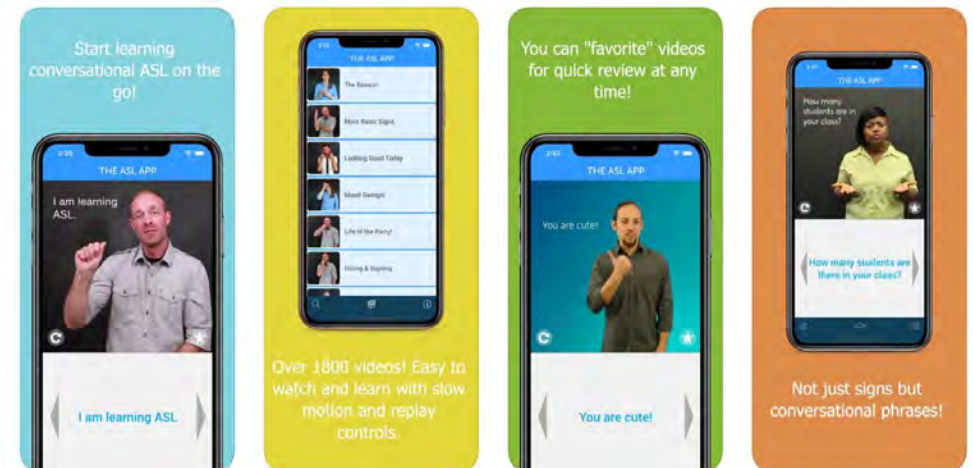 Start learning
conversational ASL on the
go!
2:20
THE ASL APP
I am learning
ASL.
I am learning ASL
THE ASL APP
The Basics!
More Basic Signs
Looking Good Today
Mood Swings
Life of the Party!
Dining & Signing
Over 1800 videos! Easy to
watch and learn with slow
motion and replay
controls.
You can "favorite" videos
for quick review at any
time!
THE ASL APP
You are cute!
You are cute!
THE ASL APP
How many
students are in
your class?
How many students are
there in your class?
Not just signs but
conversational phrases!